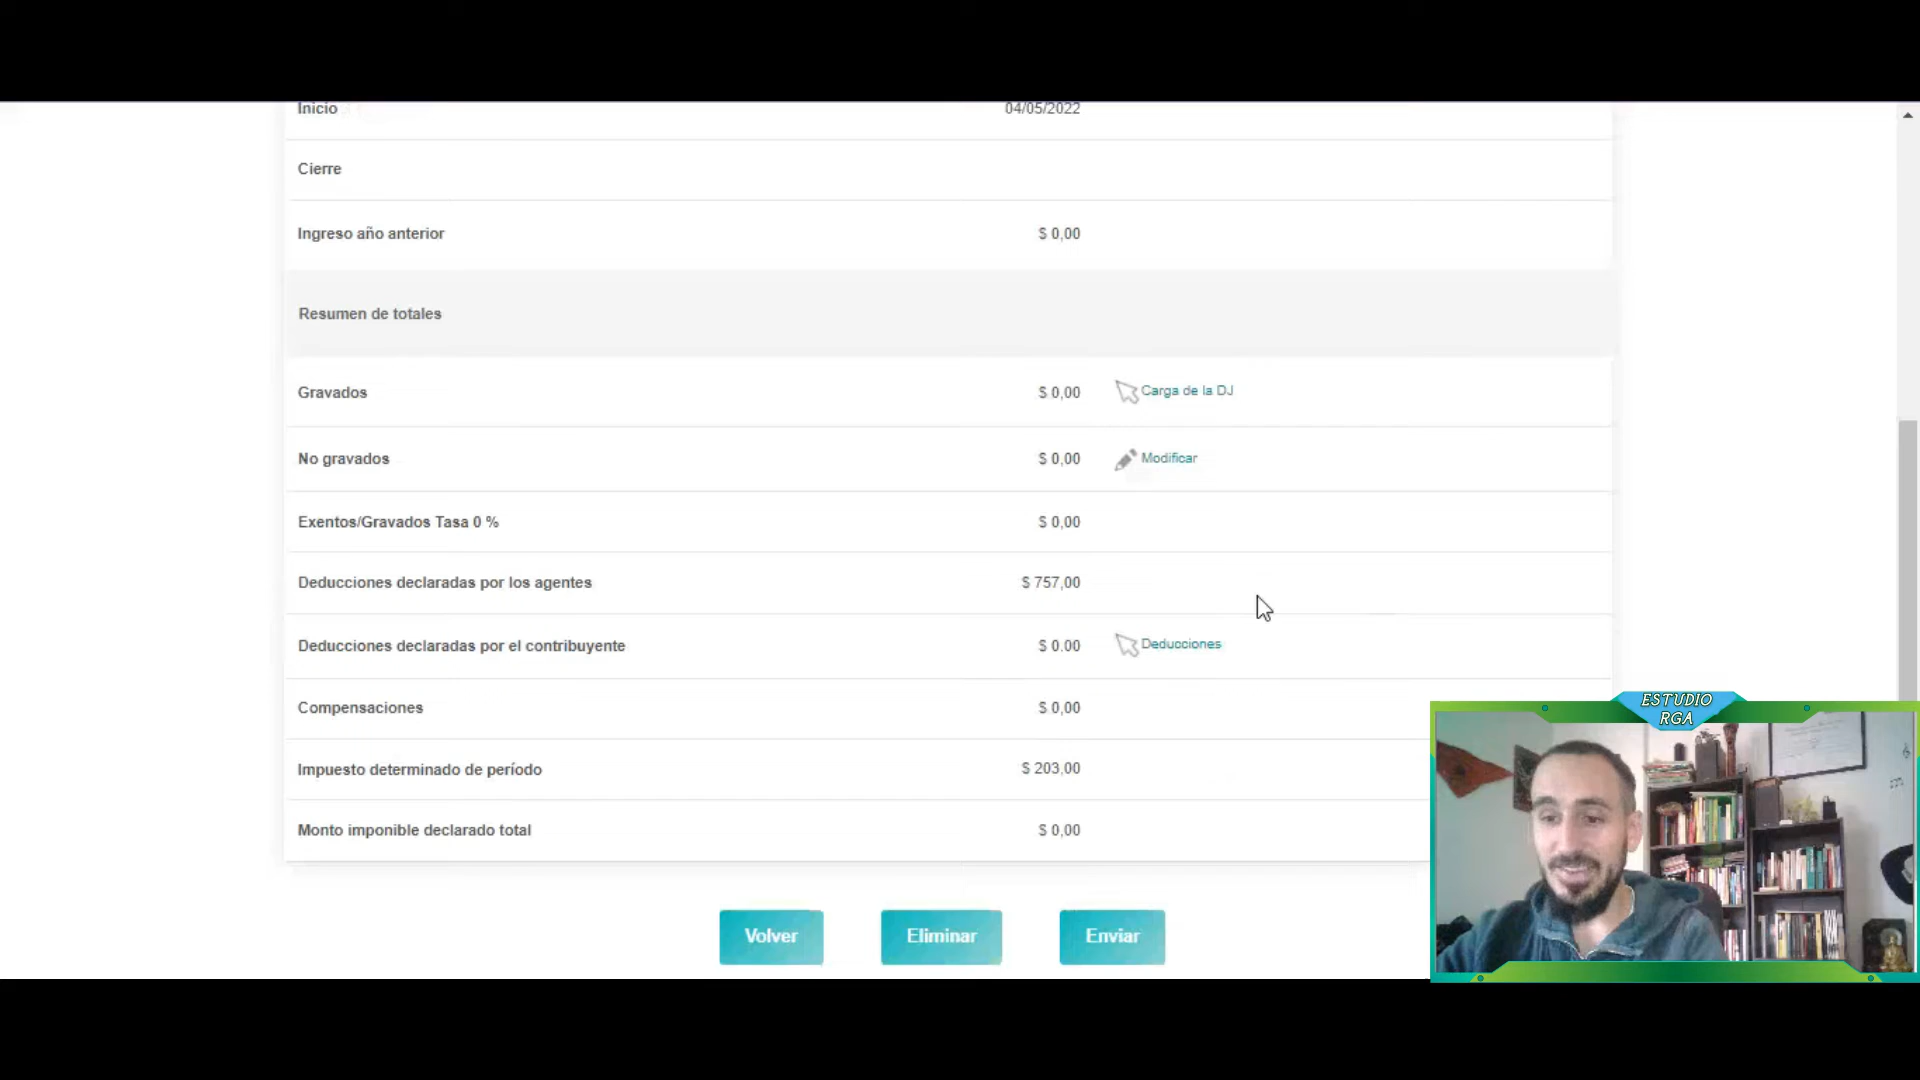 Inicio 04/05/2022
Cierre
Ingreso año anterior $ 0,00
Resumen de totales
Gravados $ 0,00 Carga de la DJ
No gravados $ 0,00 Modificar
Exentos/Gravados Tasa 0 % $ 0,00
Deducciones declaradas por los agentes $ 757,00
Deducciones declaradas por el contribuyente $ 0.00 Deducciones
Compensaciones $ 0,00
Impuesto determinado de período $ 203,00
Monto imponible declarado total $ 0,00
Volver Eliminar Enviar
ESTUDIO
RGA